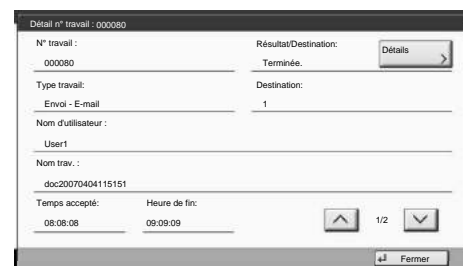 Détail n° travail : 000080
N° travail :
000080
Résultat/Destination:
Terminée.
Détails
Type travail:
Envoi - E-mail
Destination:
1
Nom d'utilisateur :
User1
Nom trav. :
doc20070404115151
Temps accepté:
08:08:08
Heure de fin:
09:09:09
1/2
Fermer